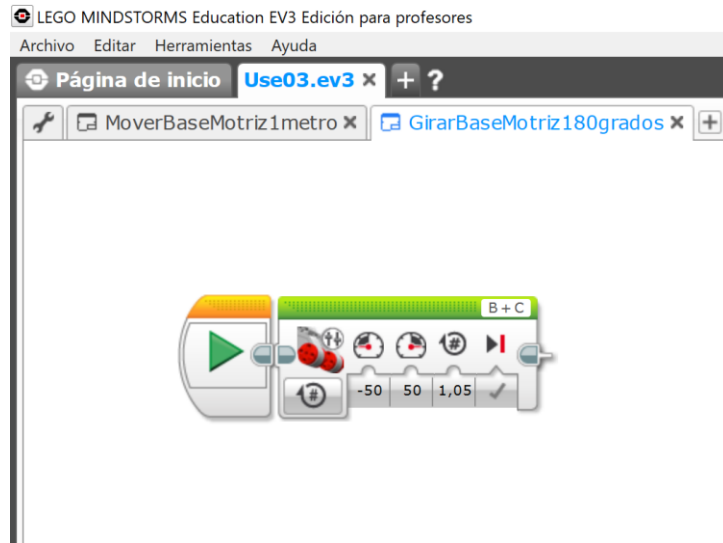 LEGO MINDSTORMS Education EV3 Edición para profesores
Archivo Editar Herramientas Ayuda
Página de inicio Use03.ev3 × + ?
MoverBaseMotriz1metro × GirarBaseMotriz180grados × +
B + C
#
# -50 50 1,05